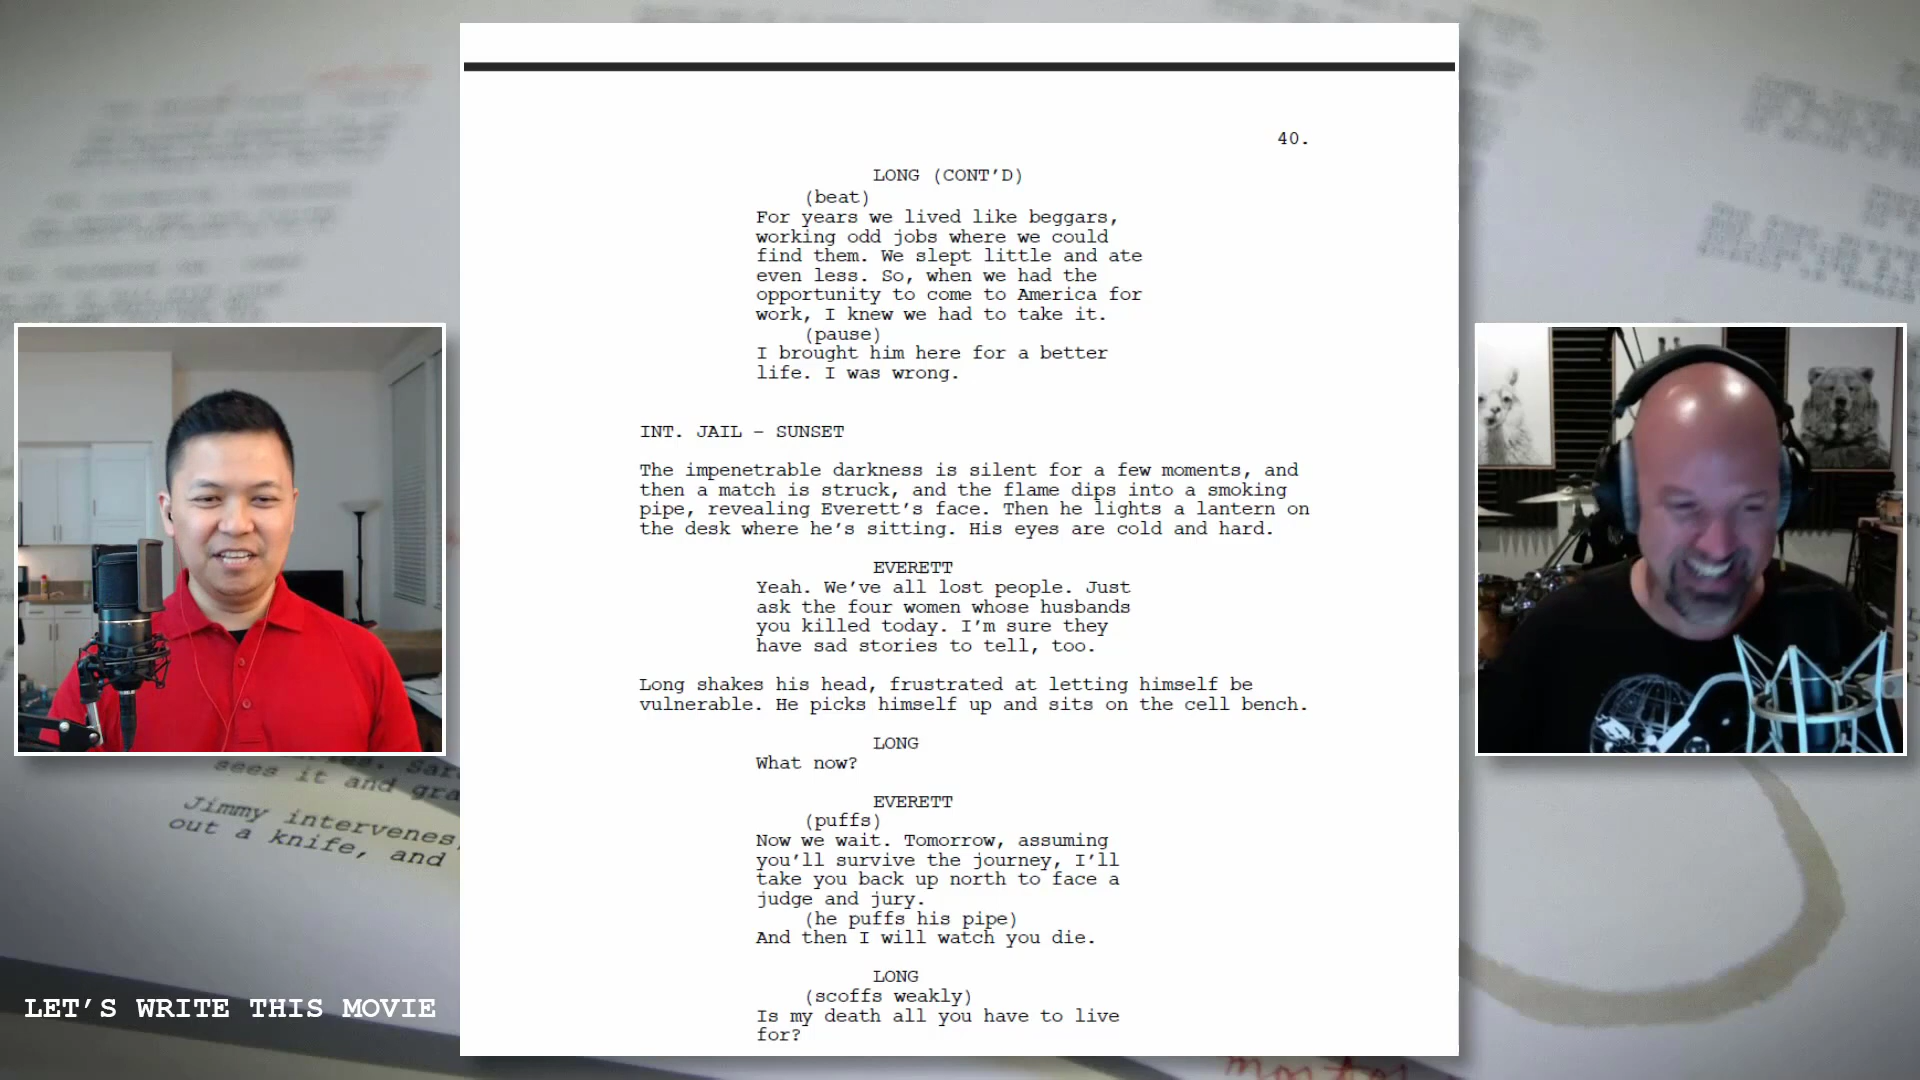 40.
LONG (CONT'D)
(beat)
For years we lived like beggars,
working odd jobs where we could
find them. We slept little and ate
even less. So, when we had the
opportunity to come to America for
work, I knew we had to take it.
(pause)
I brought him here for a better
life. I was wrong.
INT. JAIL – SUNSET
The impenetrable darkness is silent for a few moments, and
then a match is struck, and the flame dips into a smoking
pipe, revealing Everett's face. Then he lights a lantern on
the desk where he's sitting. His eyes are cold and hard.
EVERETT
Yeah. We've all lost people. Just
ask the four women whose husbands
you killed today. I'm sure they
have sad stories to tell, too.
Long shakes his head, frustrated at letting himself be
vulnerable. He picks himself up and sits on the cell bench.
LONG
What now?
EVERETT
(puffs)
Now we wait. Tomorrow, assuming
you'll survive the journey, I'll
take you back up north to face a
judge and jury.
(he puffs his pipe)
And then I will watch you die.
LONG
(scoffs weakly)
Is my death all you have to live
for?
sees it and gra
Jimmy intervenes,
out a knife, and
LET'S WRITE THIS MOVIE